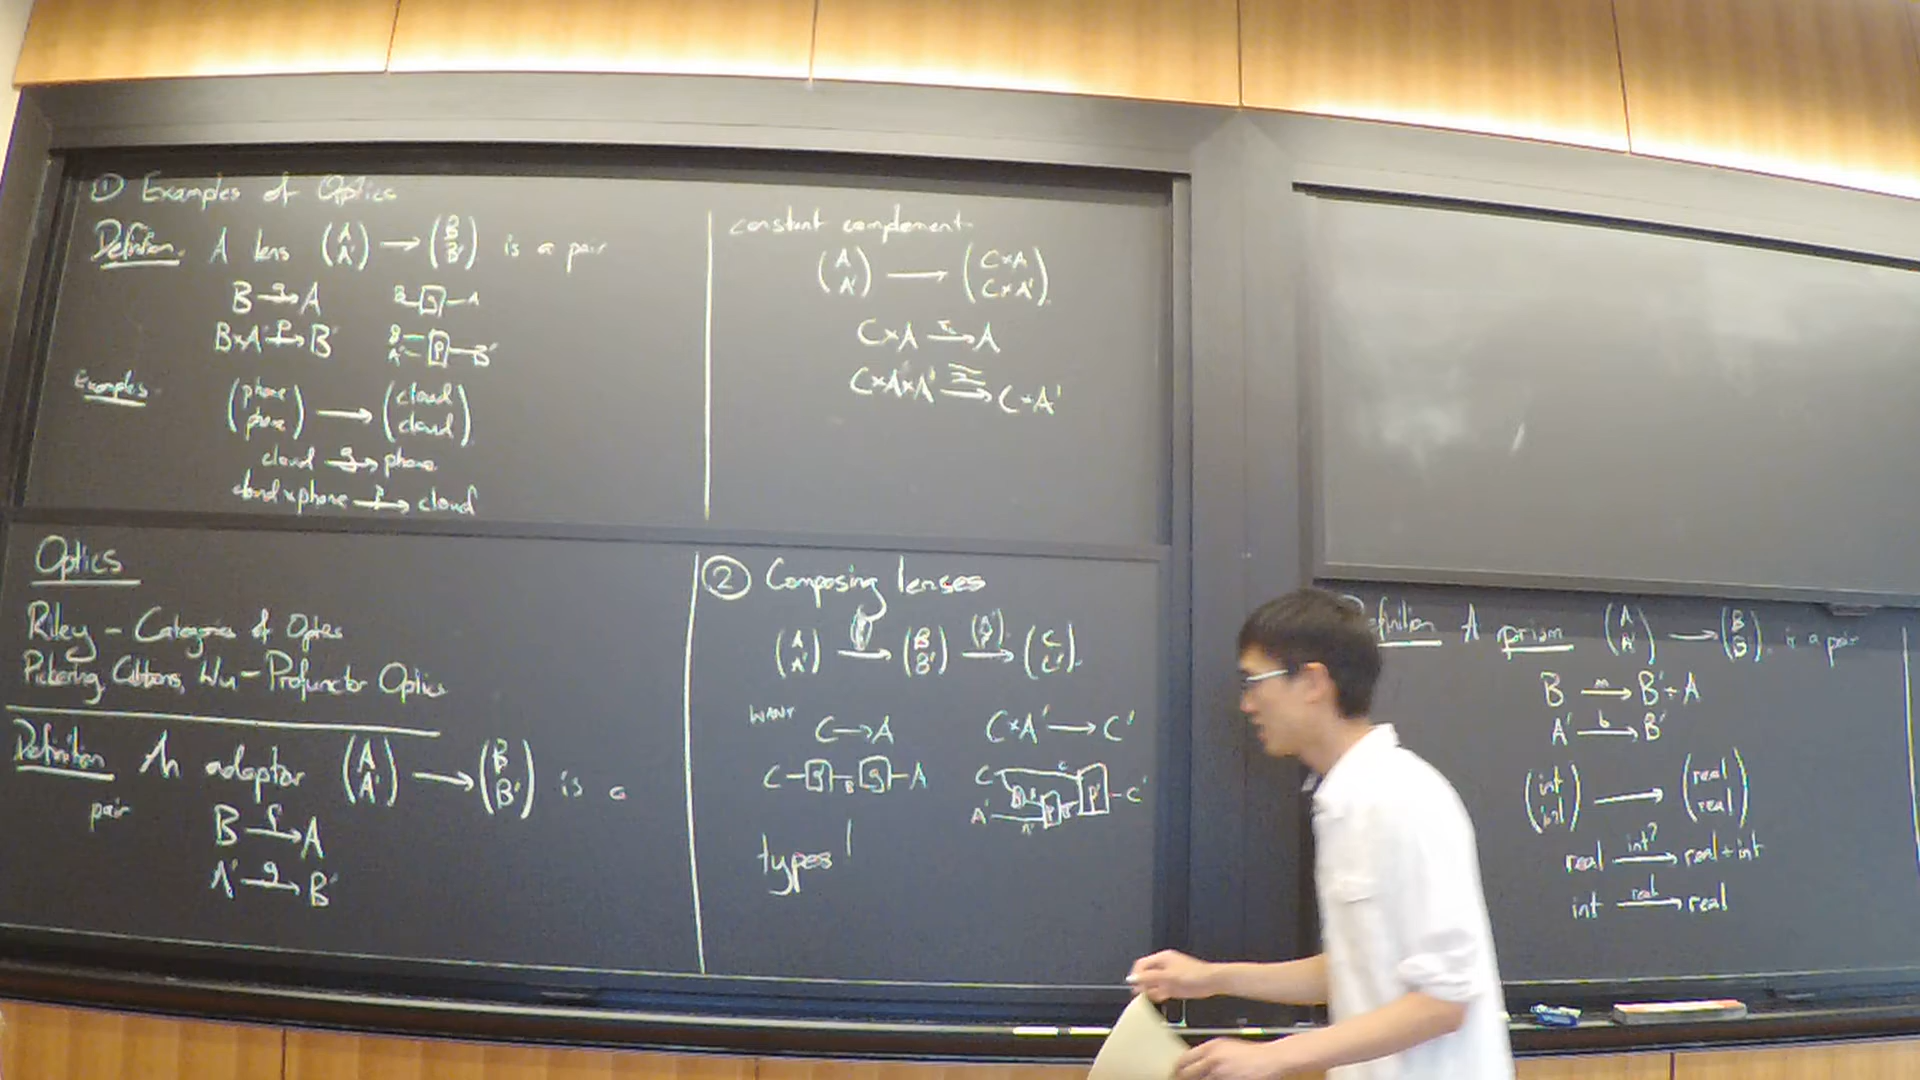 ① Examples of Optics
Definition. A lens (A A') → (B B') is a pair
B -g→ A
B×A' -p→ B'
B g A
B A' p B'
Examples.
(phone phone) → (cloud cloud)
cloud -g→ phone
cloud × phone -p→ cloud
constant complement
(A A') → (C×A C×A').
C×A → A
C×A×A' → C×A'
Optics
Riley – Categories of Optics
Pickering, Gibbons, Wu – Profunctor Optics
Definition An adaptor (A A') → (B B') is a
pair
B -f→ A
A' -g→ B'
② Composing lenses
(A A') → (B B') → (C C').
WANT
C → A
C×A' → C'
C g B g A
C A' C'
types!
Definition A prism (A A') → (B B'). is a pair
B -m→ B'+A
A' -b→ B'
(int int) → (real real)
real -int?→ real+int
int -real→ real